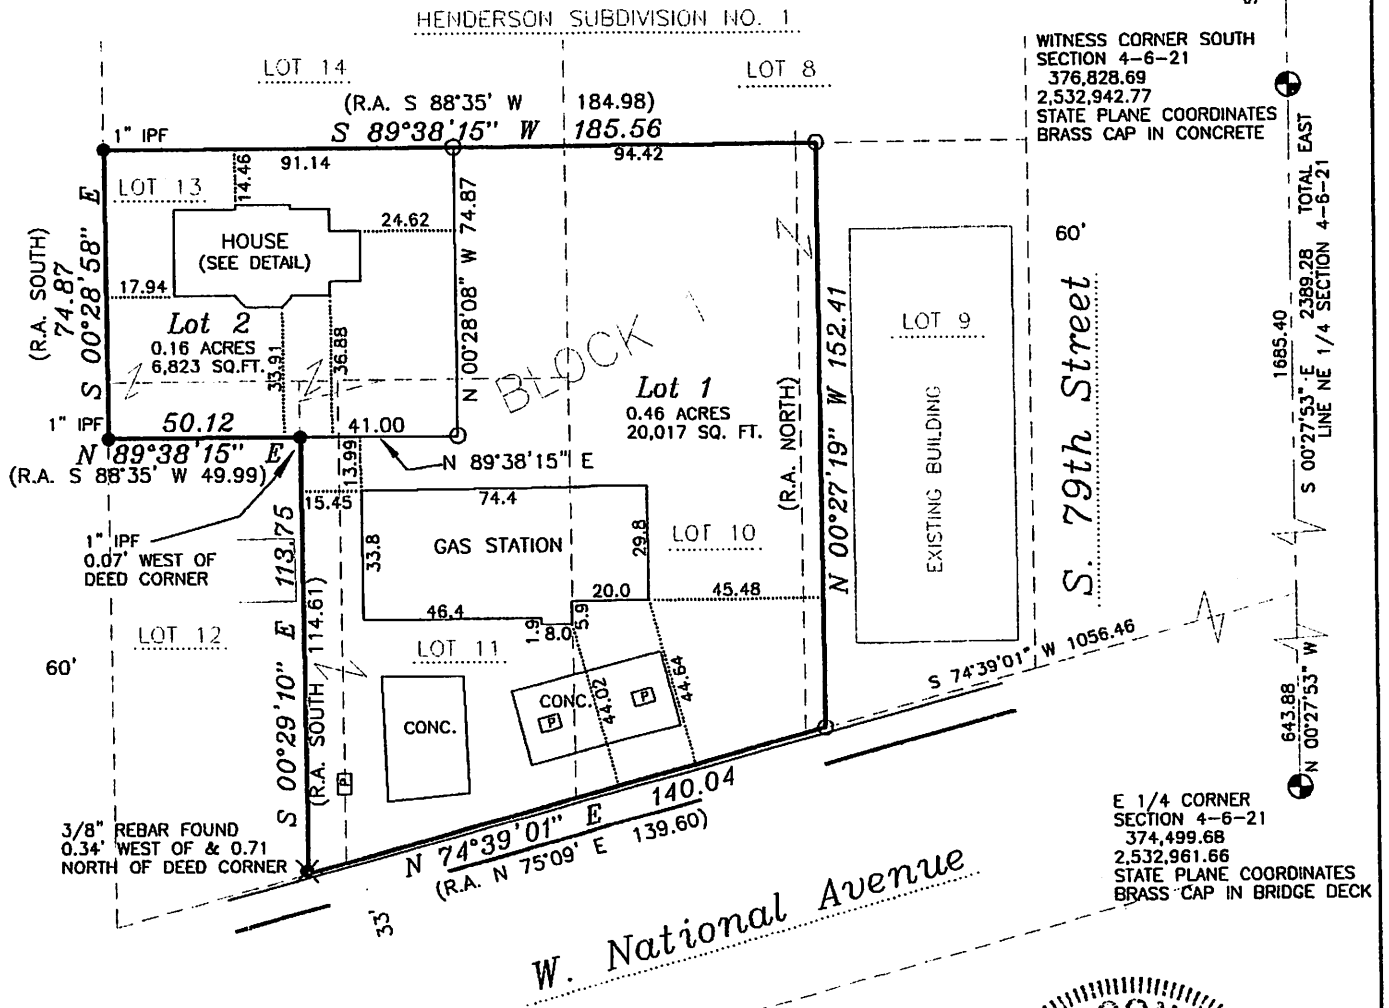 HENDERSON SUBDIVISION NO. 1
LOT 14
LOT 8
(R.A. S 88°35' W 184.98)
S 89°38'15" W 185.56
1" IPF
91.14
94.42
WITNESS CORNER SOUTH
SECTION 4-6-21
376,828.69
2,532,942.77
STATE PLANE COORDINATES
BRASS CAP IN CONCRETE
LOT 13
14.46
24.62
HOUSE
(SEE DETAIL)
17.94
Lot 2
0.16 ACRES
6,823 SQ.FT.
33.91
36.88
(R.A. SOUTH)
74.87
S 00°28'58" E
N 00°28'08" W 74.87
BLOCK 1
Lot 1
0.46 ACRES
20,017 SQ. FT.
(R.A. NORTH)
N 00°27'19" W 152.41
LOT 9
EXISTING BUILDING
60'
S. 79th Street
1685.40
S 00°27'53" E 2389.28 TOTAL EAST
LINE NE 1/4 SECTION 4-6-21
1" IPF
50.12
41.00
N 89°38'15" E
(R.A. S 88°35' W 49.99)
N 89°38'15" E
13.99
15.45
74.4
1" IPF
0.07' WEST OF
DEED CORNER
GAS STATION
33.8
29.8
LOT 10
20.0
45.48
46.4
1.9
8.0
5.9
S 00°29'10" E 113.75
(R.A. SOUTH 114.61)
LOT 12
LOT 11
60'
CONC.
CONC.
P
P
P
44.02
44.64
S 74°39'01" W 1056.46
643.88
N 00°27'53" W
3/8" REBAR FOUND
0.34' WEST OF & 0.71
NORTH OF DEED CORNER
N 74°39'01" E 140.04
(R.A. N 75°09' E 139.60)
33'
W. National Avenue
E 1/4 CORNER
SECTION 4-6-21
374,499.68
2,532,961.66
STATE PLANE COORDINATES
BRASS CAP IN BRIDGE DECK